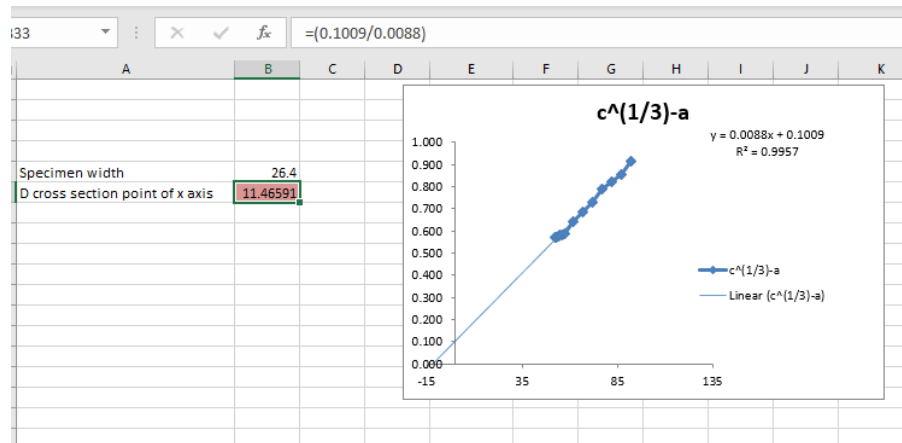 333 fx =(0.1009/0.0088)
A B C D E F G H I J K
c^(1/3)-a
y = 0.0088x + 0.1009
R² = 0.9957
1.000
0.900
Specimen width 26.4
0.800
D cross section point of x axis 11.46591
0.700
0.600
0.500
0.400
c^(1/3)-a
0.300
Linear (c^(1/3)-a)
0.200
0.100
0.000
-15 35 85 135